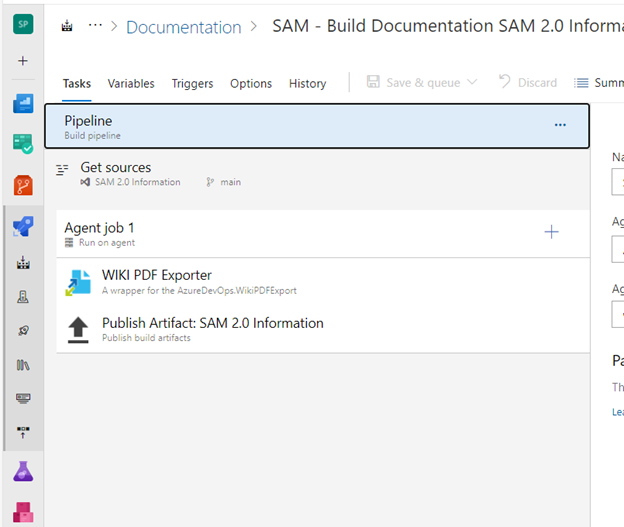 SP
··· > Documentation > SAM - Build Documentation SAM 2.0 Informa
Tasks Variables Triggers Options History Save & queue Discard Summ
Pipeline
Build pipeline
Na
Get sources
SAM 2.0 Information main
Ag
Agent job 1
Run on agent
WIKI PDF Exporter
A wrapper for the AzureDevOps.WikiPDFExport
Ag
Publish Artifact: SAM 2.0 Information
Publish build artifacts
Pa
Th
Lea